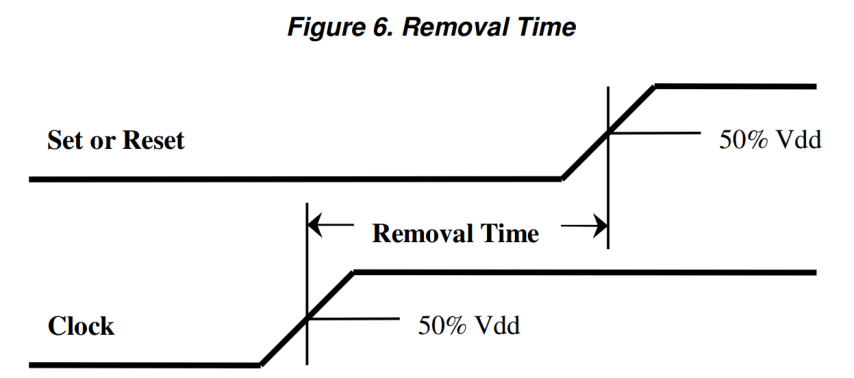 Figure 6. Removal Time
Set or Reset
50% Vdd
Removal Time
Clock
50% Vdd